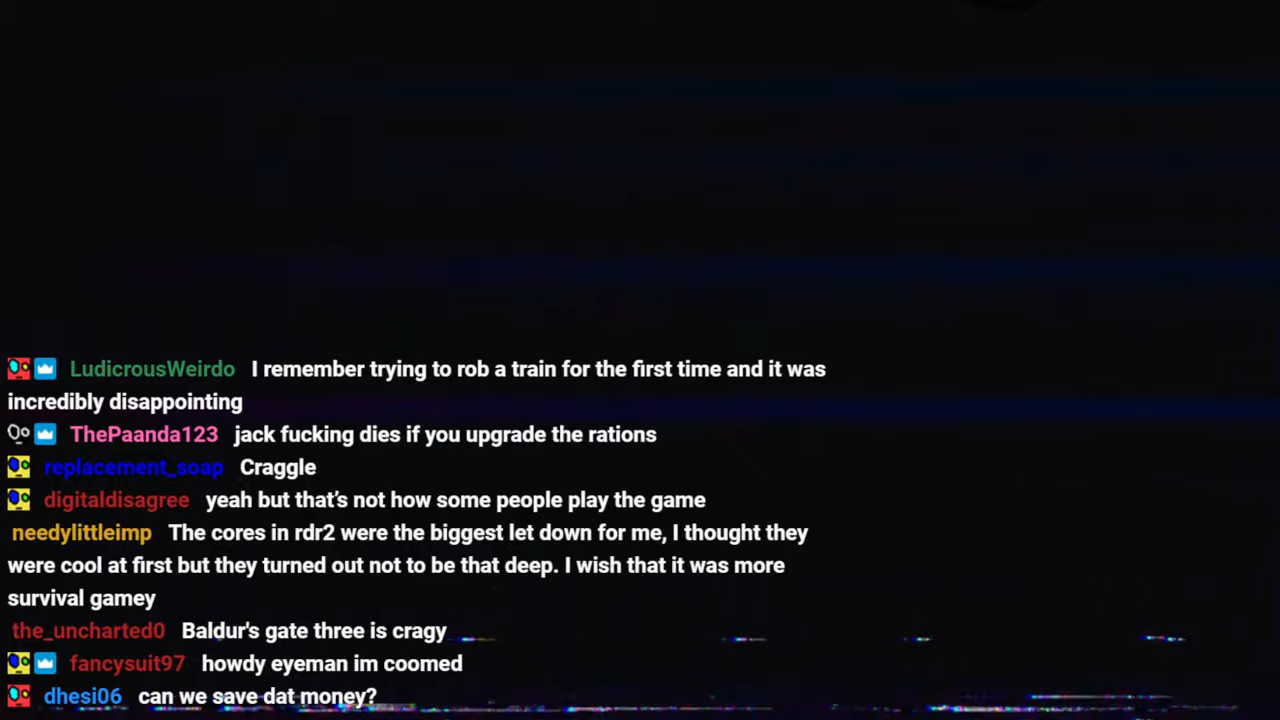 LudicrousWeirdo I remember trying to rob a train for the first time and it was
incredibly disappointing
ThePaanda123 jack fucking dies if you upgrade the rations
replacement_soap Craggle
digitaldisagree yeah but that's not how some people play the game
needylittleimp The cores in rdr2 were the biggest let down for me, I thought they
were cool at first but they turned out not to be that deep. I wish that it was more
survival gamey
the_uncharted0 Baldur's gate three is cragy
fancysuit97 howdy eyeman im coomed
dhesi06 can we save dat money?